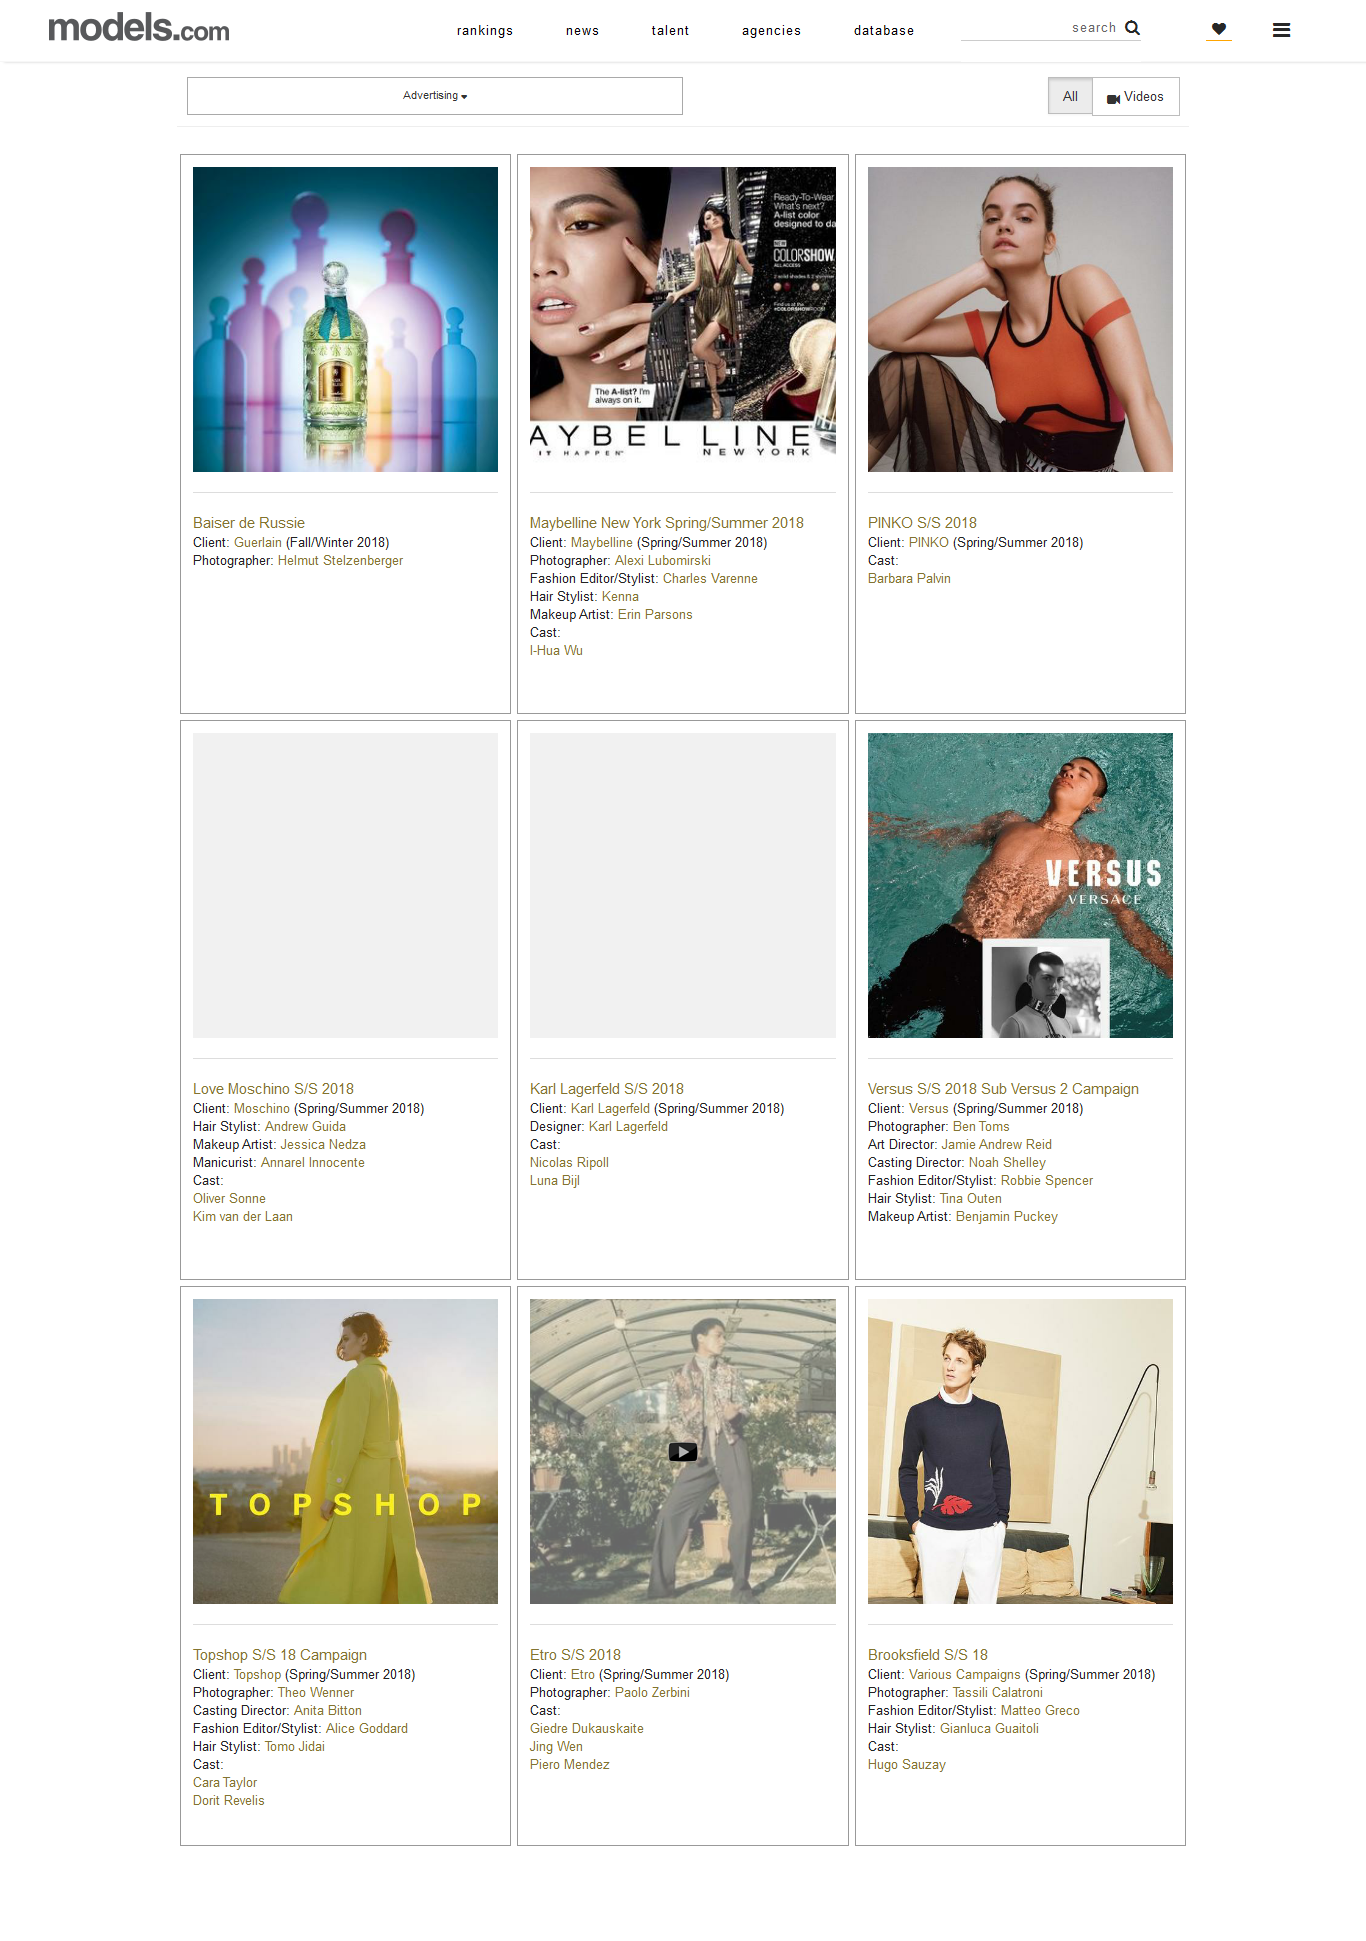 models.com
rankings
news
talent
agencies
database
search
Advertising
All
Videos
Ready-To-Wear
What's next?
A-list color
designed to da
NEW
COLORSHOW
ALL ACCESS
Find us at the
#COLORSHOWROOM
The A-list? I'm
always on it.
AYBELLINE
IT HAPPEN™ NEW YORK
Baiser de Russie
Client: Guerlain (Fall/Winter 2018)
Photographer: Helmut Stelzenberger
Maybelline New York Spring/Summer 2018
Client: Maybelline (Spring/Summer 2018)
Photographer: Alexi Lubomirski
Fashion Editor/Stylist: Charles Varenne
Hair Stylist: Kenna
Makeup Artist: Erin Parsons
Cast:
I-Hua Wu
PINKO S/S 2018
Client: PINKO (Spring/Summer 2018)
Cast:
Barbara Palvin
VERSUS
VERSACE
Love Moschino S/S 2018
Client: Moschino (Spring/Summer 2018)
Hair Stylist: Andrew Guida
Makeup Artist: Jessica Nedza
Manicurist: Annarel Innocente
Cast:
Oliver Sonne
Kim van der Laan
Karl Lagerfeld S/S 2018
Client: Karl Lagerfeld (Spring/Summer 2018)
Designer: Karl Lagerfeld
Cast:
Nicolas Ripoll
Luna Bijl
Versus S/S 2018 Sub Versus 2 Campaign
Client: Versus (Spring/Summer 2018)
Photographer: Ben Toms
Art Director: Jamie Andrew Reid
Casting Director: Noah Shelley
Fashion Editor/Stylist: Robbie Spencer
Hair Stylist: Tina Outen
Makeup Artist: Benjamin Puckey
TOPSHOP
Topshop S/S 18 Campaign
Client: Topshop (Spring/Summer 2018)
Photographer: Theo Wenner
Casting Director: Anita Bitton
Fashion Editor/Stylist: Alice Goddard
Hair Stylist: Tomo Jidai
Cast:
Cara Taylor
Dorit Revelis
Etro S/S 2018
Client: Etro (Spring/Summer 2018)
Photographer: Paolo Zerbini
Cast:
Giedre Dukauskaite
Jing Wen
Piero Mendez
Brooksfield S/S 18
Client: Various Campaigns (Spring/Summer 2018)
Photographer: Tassili Calatroni
Fashion Editor/Stylist: Matteo Greco
Hair Stylist: Gianluca Guaitoli
Cast:
Hugo Sauzay